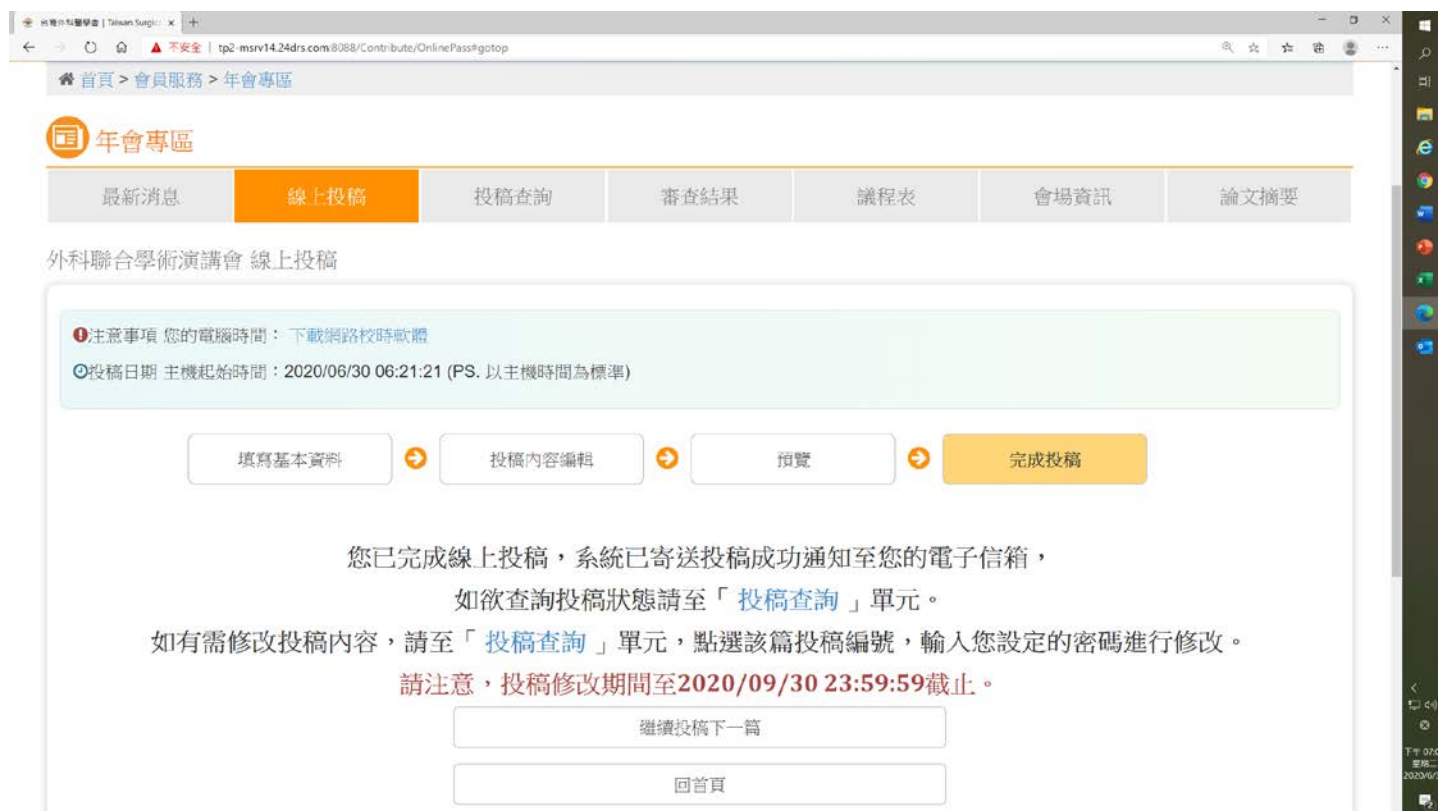 台灣外科醫學會 | Taiwan Surgic
不安全 | tp2-msrv14.24drs.com:8088/Contribute/OnlinePass#gotop
首頁 > 會員服務 > 年會專區
年會專區
最新消息 線上投稿 投稿查詢 審查結果 議程表 會場資訊 論文摘要
外科聯合學術演講會 線上投稿
注意事項 您的電腦時間： 下載網路校時軟體
投稿日期 主機起始時間：2020/06/30 06:21:21 (PS. 以主機時間為標準)
填寫基本資料 投稿內容編輯 預覽 完成投稿
您已完成線上投稿，系統已寄送投稿成功通知至您的電子信箱，
如欲查詢投稿狀態請至「 投稿查詢 」單元。
如有需修改投稿內容，請至「 投稿查詢 」單元，點選該篇投稿編號，輸入您設定的密碼進行修改。
請注意，投稿修改期間至2020/09/30 23:59:59截止。
繼續投稿下一篇
回首頁
下午 07:0
星期二
2020/6/3